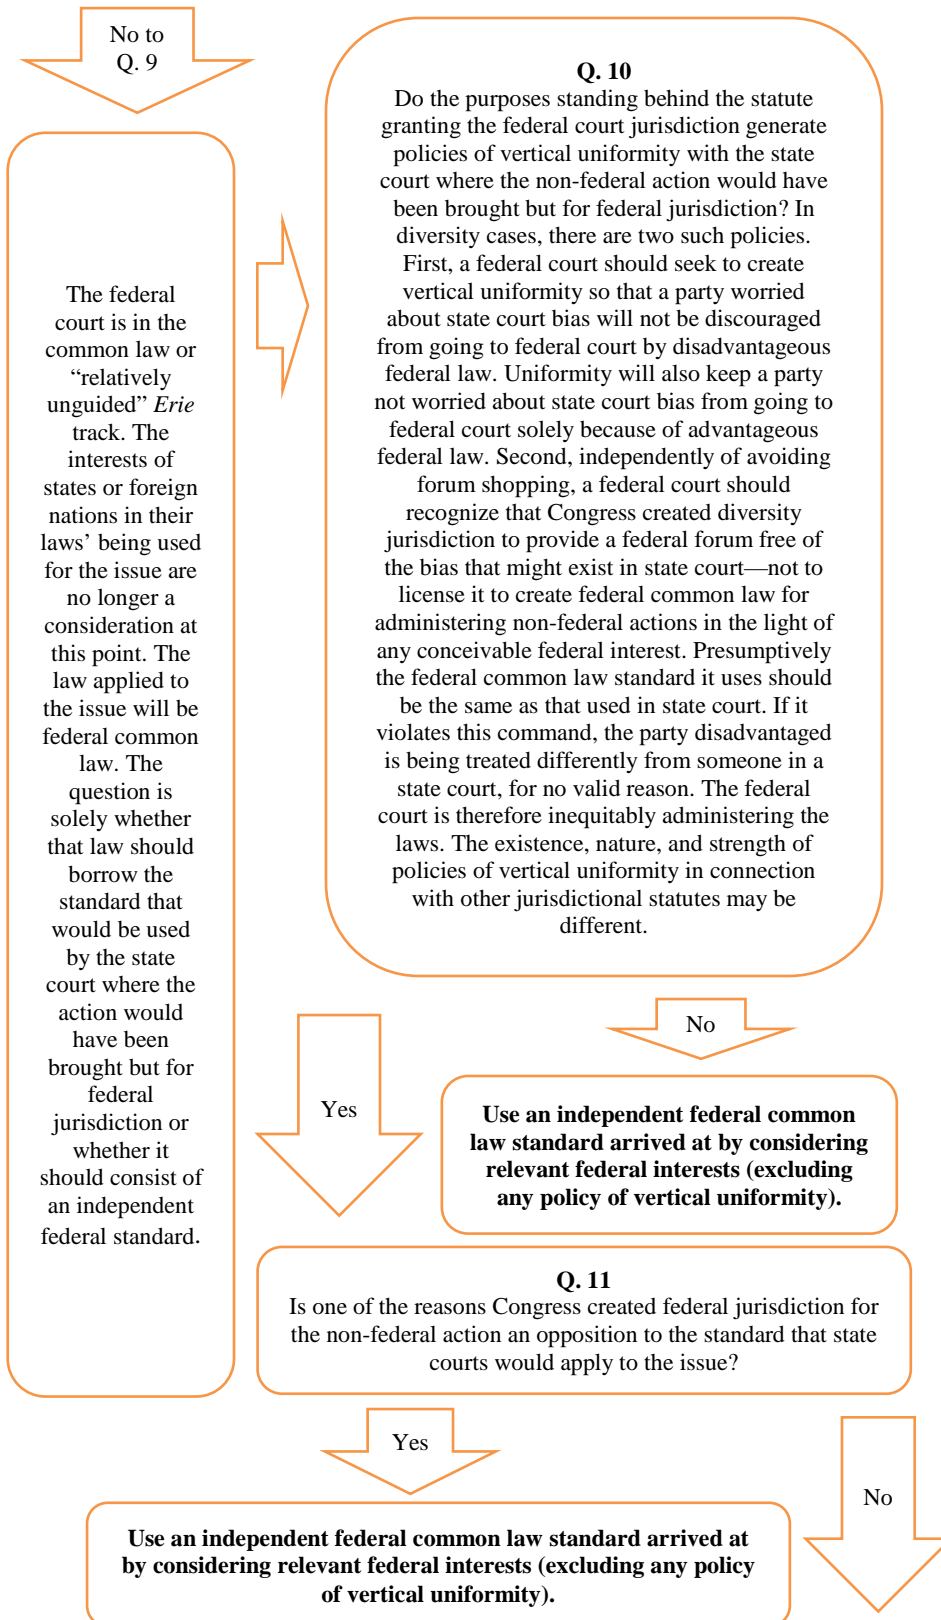 No to
Q. 9
The federal
court is in the
common law or
“relatively
unguided” Erie
track. The
interests of
states or foreign
nations in their
laws’ being used
for the issue are
no longer a
consideration at
this point. The
law applied to
the issue will be
federal common
law. The
question is
solely whether
that law should
borrow the
standard that
would be used
by the state
court where the
action would
have been
brought but for
federal
jurisdiction or
whether it
should consist of
an independent
federal standard.
Q. 10
Do the purposes standing behind the statute
granting the federal court jurisdiction generate
policies of vertical uniformity with the state
court where the non-federal action would have
been brought but for federal jurisdiction? In
diversity cases, there are two such policies.
First, a federal court should seek to create
vertical uniformity so that a party worried
about state court bias will not be discouraged
from going to federal court by disadvantageous
federal law. Uniformity will also keep a party
not worried about state court bias from going to
federal court solely because of advantageous
federal law. Second, independently of avoiding
forum shopping, a federal court should
recognize that Congress created diversity
jurisdiction to provide a federal forum free of
the bias that might exist in state court—not to
license it to create federal common law for
administering non-federal actions in the light of
any conceivable federal interest. Presumptively
the federal common law standard it uses should
be the same as that used in state court. If it
violates this command, the party disadvantaged
is being treated differently from someone in a
state court, for no valid reason. The federal
court is therefore inequitably administering the
laws. The existence, nature, and strength of
policies of vertical uniformity in connection
with other jurisdictional statutes may be
different.
No
Use an independent federal common
law standard arrived at by considering
relevant federal interests (excluding
any policy of vertical uniformity).
Yes
Q. 11
Is one of the reasons Congress created federal jurisdiction for
the non-federal action an opposition to the standard that state
courts would apply to the issue?
Yes
No
Use an independent federal common law standard arrived at
by considering relevant federal interests (excluding any policy
of vertical uniformity).